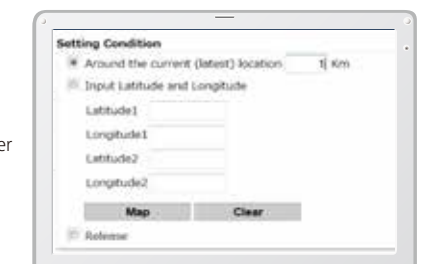 Setting Condition
Around the current (latest) location 1 Km
Input Latitude and Longitude
Latitude1
Longitude1
er
Latitude2
Longitude2
Map Clear
Release